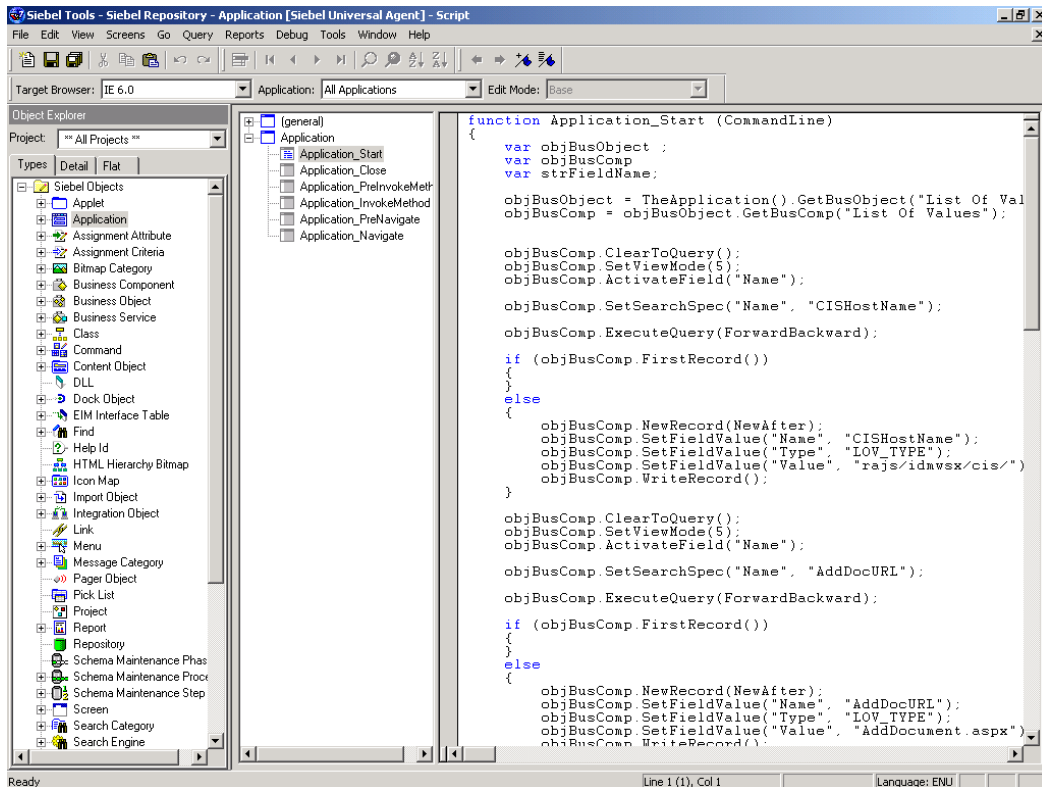 Siebel Tools - Siebel Repository - Application [Siebel Universal Agent] - Script
File Edit View Screens Go Query Reports Debug Tools Window Help
Target Browser: IE 6.0 Application: All Applications Edit Mode: Base
Object Explorer
Project: ** All Projects **
Types Detail Flat
Siebel Objects
Applet
Application
Assignment Attribute
Assignment Criteria
Bitmap Category
Business Component
Business Object
Business Service
Class
Command
Content Object
DLL
Dock Object
EIM Interface Table
Find
Help Id
HTML Hierarchy Bitmap
Icon Map
Import Object
Integration Object
Link
Menu
Message Category
Pager Object
Pick List
Project
Report
Repository
Schema Maintenance Phas
Schema Maintenance Proce
Schema Maintenance Step
Screen
Search Category
Search Engine
(general)
Application
Application_Start
Application_Close
Application_PreInvokeMeth
Application_InvokeMethod
Application_PreNavigate
Application_Navigate
function Application_Start (CommandLine)
{
var objBusObject ;
var objBusComp
var strFieldName;
objBusObject = TheApplication().GetBusObject("List Of Val
objBusComp = objBusObject.GetBusComp("List Of Values");
objBusComp.ClearToQuery();
objBusComp.SetViewMode(5);
objBusComp.ActivateField("Name");
objBusComp.SetSearchSpec("Name", "CISHostName");
objBusComp.ExecuteQuery(ForwardBackward);
if (objBusComp.FirstRecord())
{
}
else
{
objBusComp.NewRecord(NewAfter);
objBusComp.SetFieldValue("Name", "CISHostName");
objBusComp.SetFieldValue("Type", "LOV_TYPE");
objBusComp.SetFieldValue("Value", "rajs/idmwsx/cis/")
objBusComp.WriteRecord();
}
objBusComp.ClearToQuery();
objBusComp.SetViewMode(5);
objBusComp.ActivateField("Name");
objBusComp.SetSearchSpec("Name", "AddDocURL");
objBusComp.ExecuteQuery(ForwardBackward);
if (objBusComp.FirstRecord())
{
}
else
{
objBusComp.NewRecord(NewAfter);
objBusComp.SetFieldValue("Name", "AddDocURL");
objBusComp.SetFieldValue("Type", "LOV_TYPE");
objBusComp.SetFieldValue("Value", "AddDocument.aspx")
objBusComp.WriteRecord();
Ready Line 1 (1), Col 1 Language: ENU